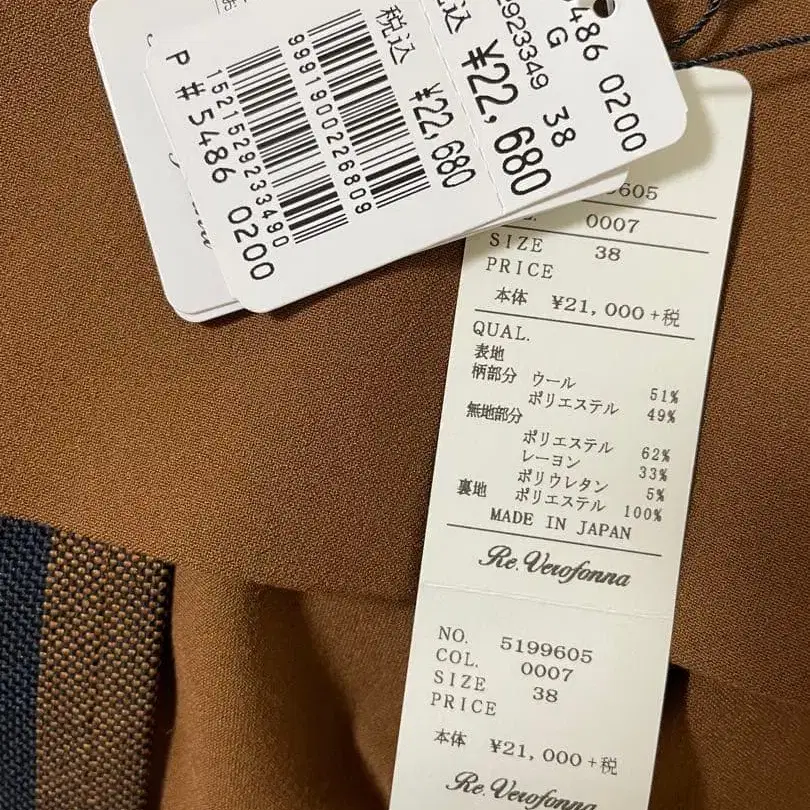 税込 ¥22,680
5486 0200
G
2923349 38
税込 ¥22,680
9991900226809
1521529233490
P #5486 0200
9605
0007
SIZE 38
PRICE
本体 ¥21,000+税
QUAL.
表地
柄部分 ウール 51%
ポリエステル 49%
無地部分
ポリエステル 62%
レーヨン 33%
ポリウレタン 5%
裏地 ポリエステル 100%
MADE IN JAPAN
Re.Verofonna
NO. 5199605
COL. 0007
SIZE 38
PRICE
本体 ¥21,000+税
Re.Verofonna